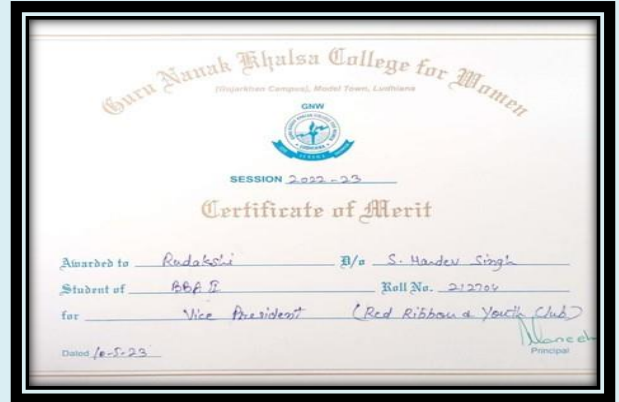 Guru Nanak Khalsa College for Women
(Gujarkhan Campus), Model Town, Ludhiana
GNW
SESSION 2022-23
Certificate of Merit
Awarded to Rudakshi D/o S. Hardev Singh
Student of BBA II Roll No. 212704
for Vice President (Red Ribbon & Youth Club)
Dated 10-5-23
Principal